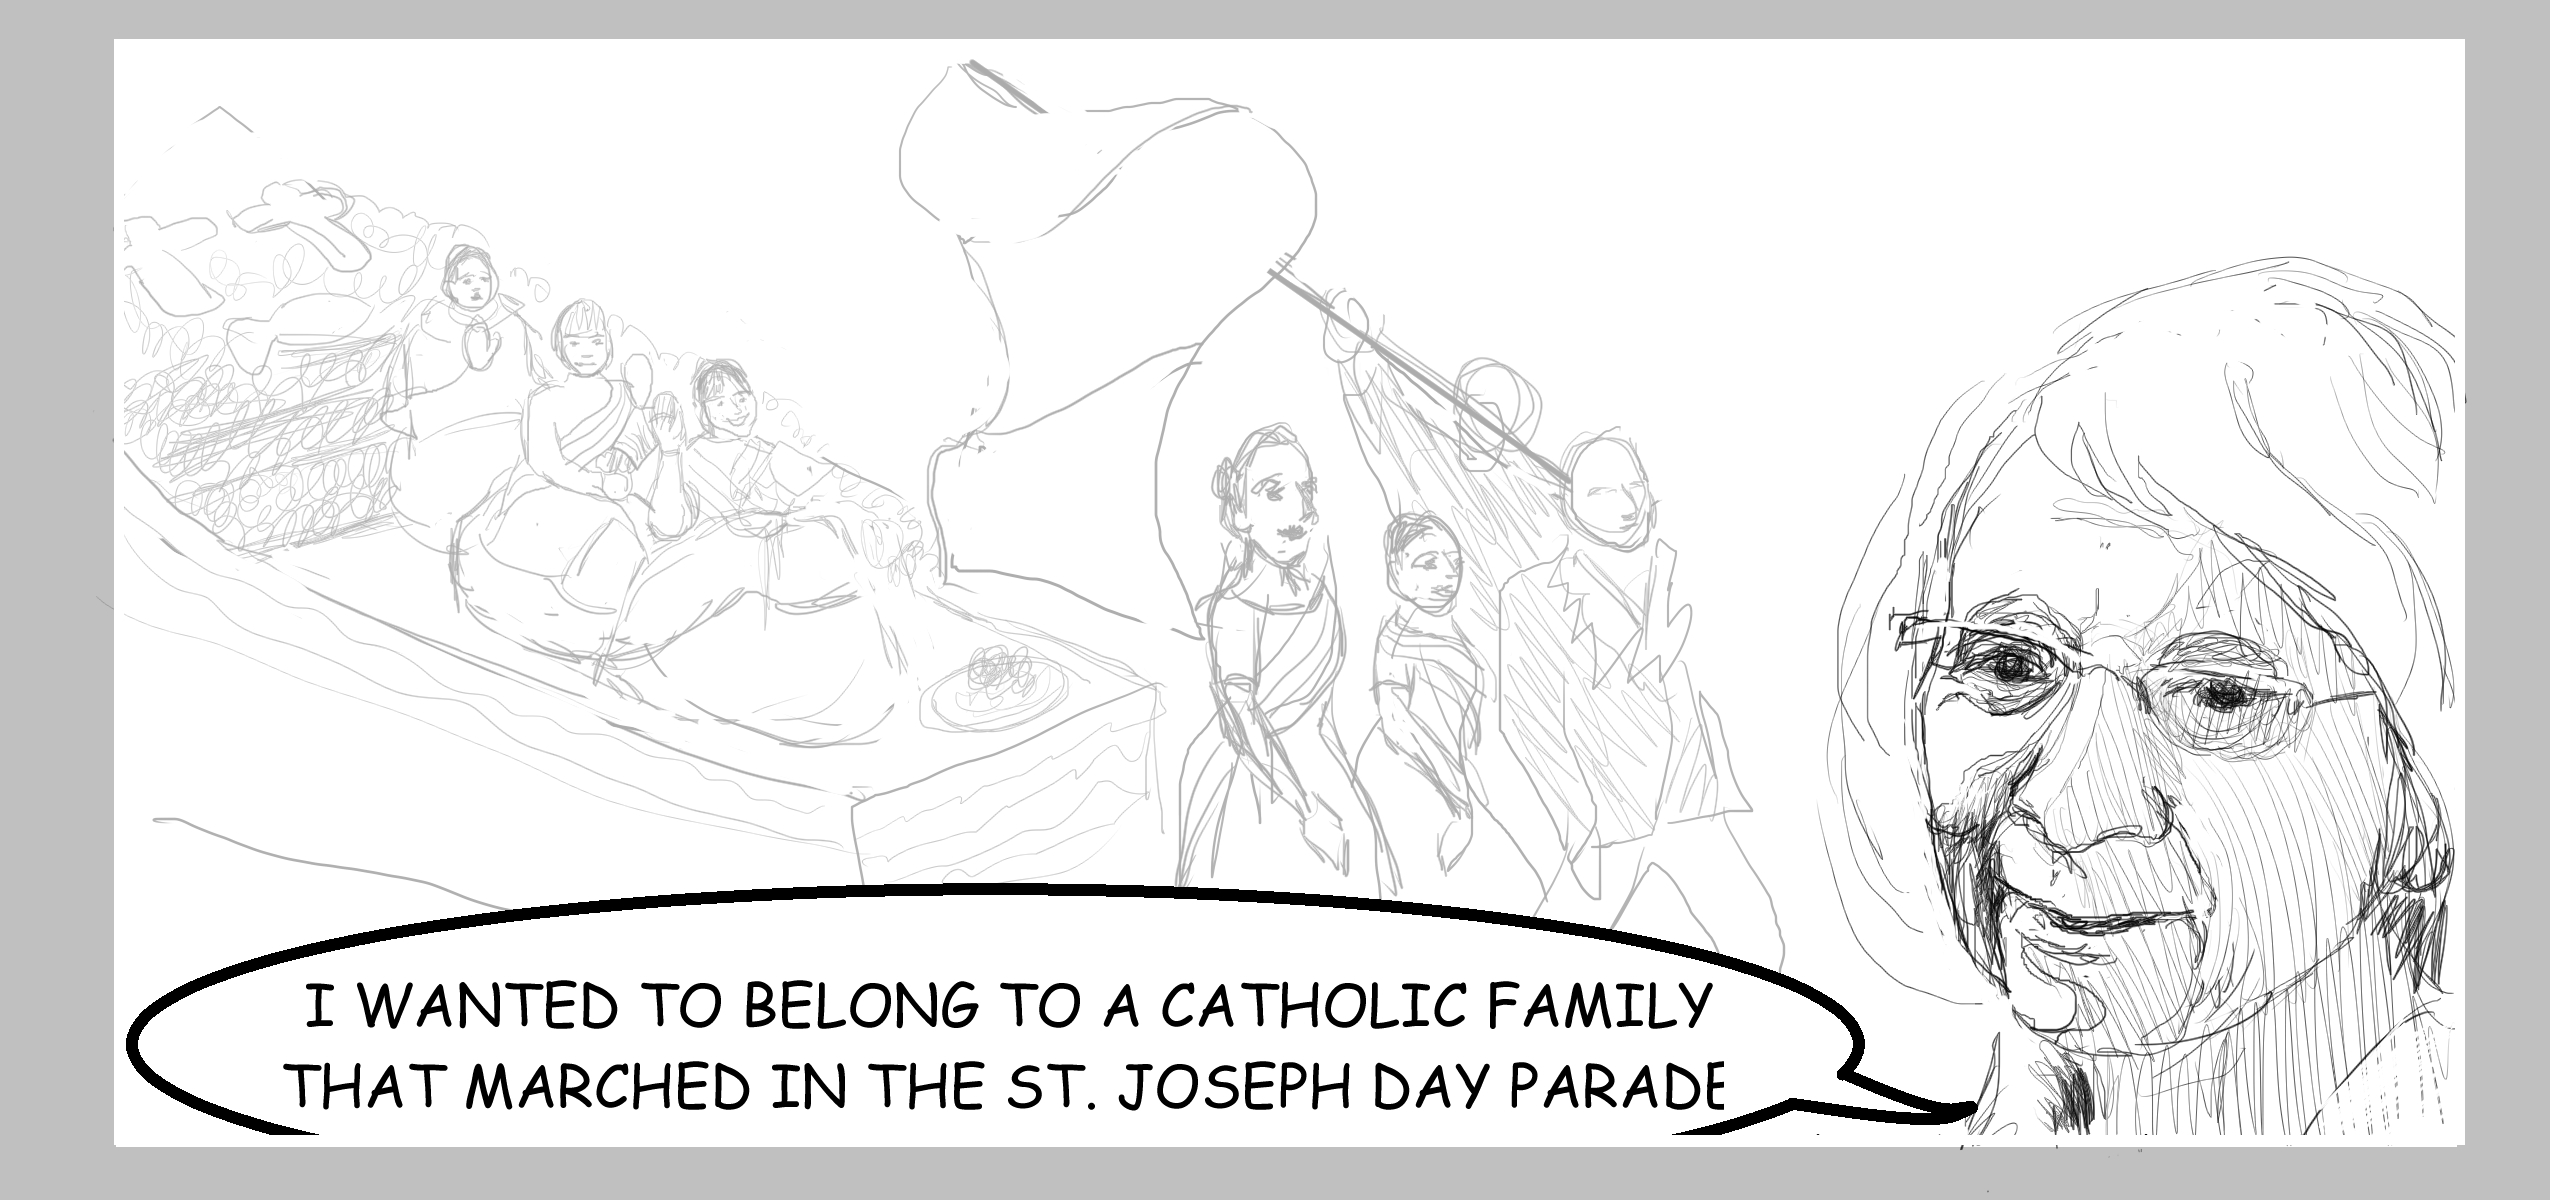 I WANTED TO BELONG TO A CATHOLIC FAMILY
THAT MARCHED IN THE ST. JOSEPH DAY PARADE